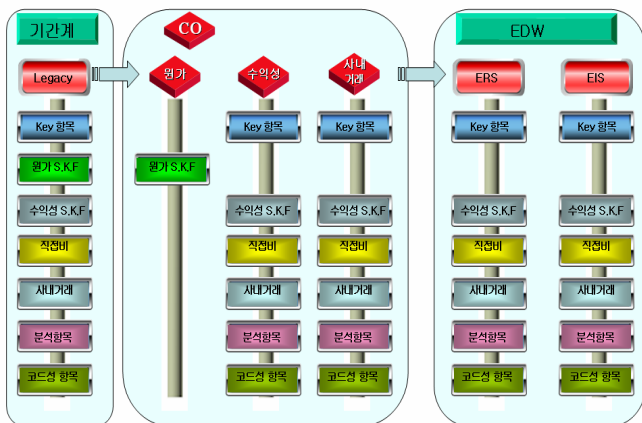 기간계
CO
EDW
Legacy
원가
수익성
사내
거래
ERS
EIS
Key 항목
Key 항목
Key 항목
Key 항목
Key 항목
원가 S.K.F
원가 S.K.F
수익성 S.K.F
수익성 S.K.F
수익성 S.K.F
수익성 S.K.F
수익성 S.K.F
직접비
직접비
직접비
직접비
직접비
사내거래
사내거래
사내거래
사내거래
사내거래
분석항목
분석항목
분석항목
분석항목
분석항목
코드성 항목
코드성 항목
코드성 항목
코드성 항목
코드성 항목